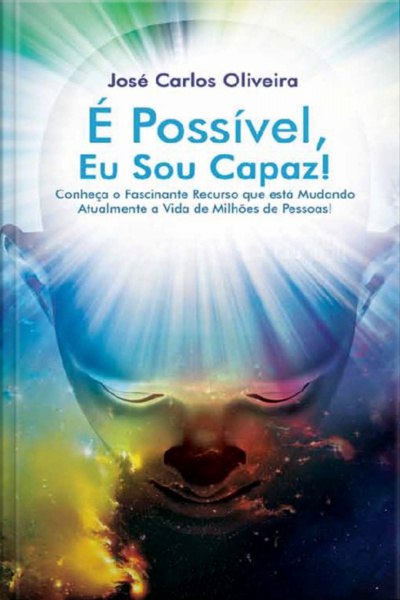 José Carlos Oliveira
É Possível,
Eu Sou Capaz!
Conheça o Fascinante Recurso que está Mudando
Atualmente a Vida de Milhões de Pessoas!